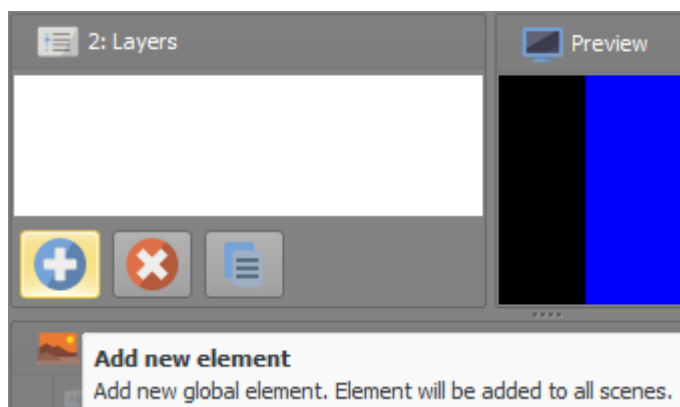 2: Layers
Preview
Add new element
Add new global element. Element will be added to all scenes.